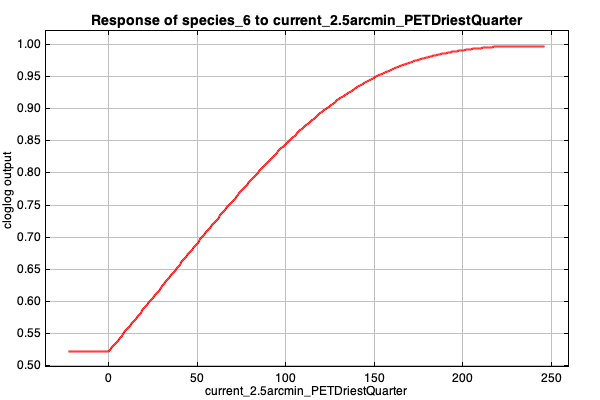 Response of species_6 to current_2.5arcmin_PETDriestQuarter
1.00
0.95
0.90
0.85
0.80
0.75
0.70
0.65
0.60
0.55
0.50
cloglog output
0 50 100 150 200 250
current_2.5arcmin_PETDriestQuarter